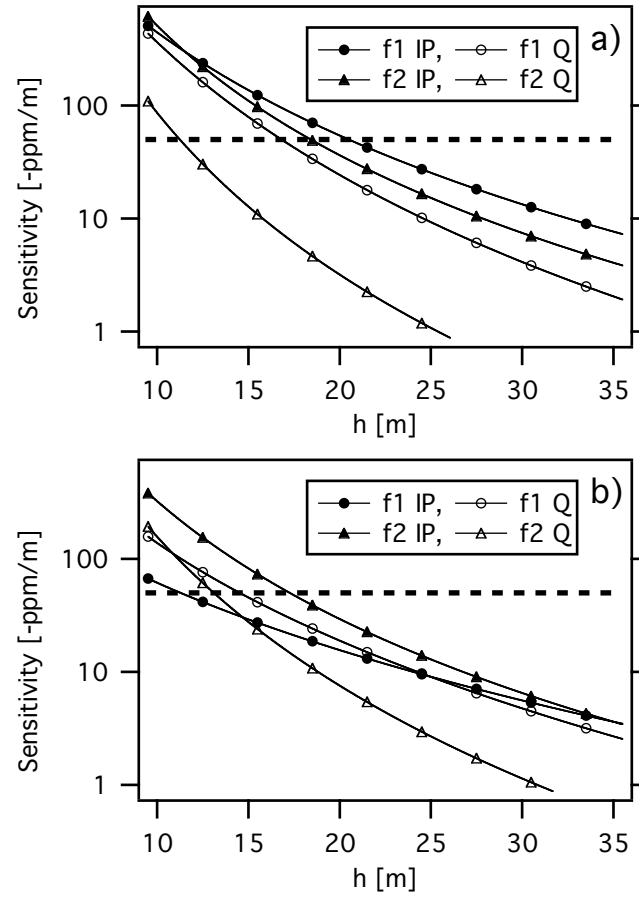 a)
f1 IP, f1 Q
f2 IP, f2 Q
Sensitivity [-ppm/m]
100
10
1
10 15 20 25 30 35
h [m]
b)
f1 IP, f1 Q
f2 IP, f2 Q
Sensitivity [-ppm/m]
100
10
1
10 15 20 25 30 35
h [m]